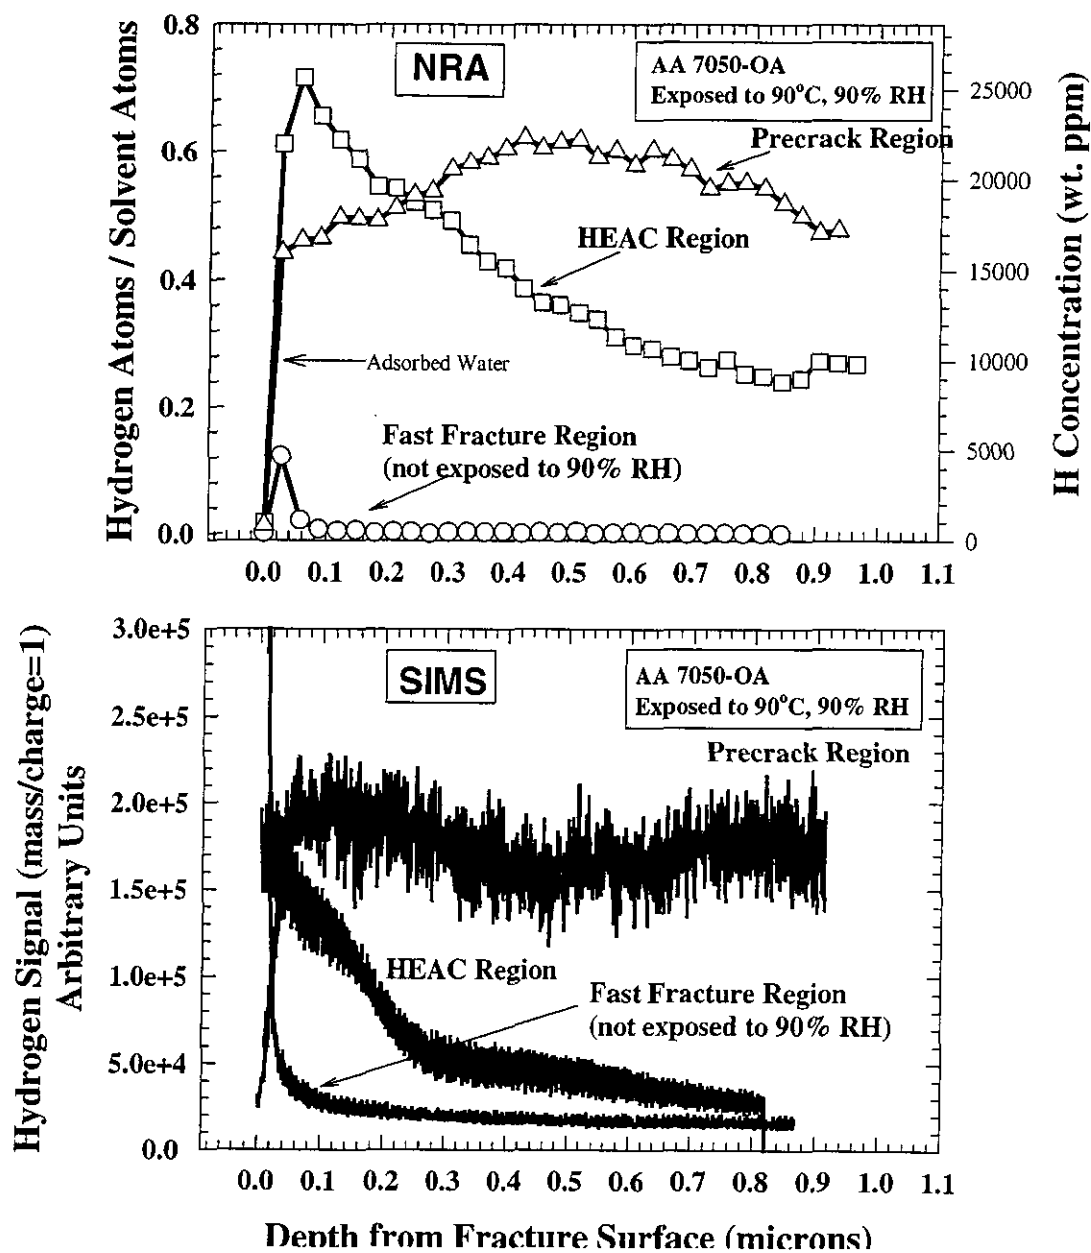 0.8
0.6
0.4
0.2
0.0
Hydrogen Atoms / Solvent Atoms
NRA
AA 7050-OA
Exposed to 90°C, 90% RH
Precrack Region
HEAC Region
Adsorbed Water
Fast Fracture Region
(not exposed to 90% RH)
25000
20000
15000
10000
5000
0
H Concentration (wt. ppm)
0.0 0.1 0.2 0.3 0.4 0.5 0.6 0.7 0.8 0.9 1.0 1.1
3.0e+5
2.5e+5
2.0e+5
1.5e+5
1.0e+5
5.0e+4
0.0
Hydrogen Signal (mass/charge=1)
Arbitrary Units
SIMS
AA 7050-OA
Exposed to 90°C, 90% RH
Precrack Region
HEAC Region
Fast Fracture Region
(not exposed to 90% RH)
0.0 0.1 0.2 0.3 0.4 0.5 0.6 0.7 0.8 0.9 1.0 1.1
Depth from Fracture Surface (microns)